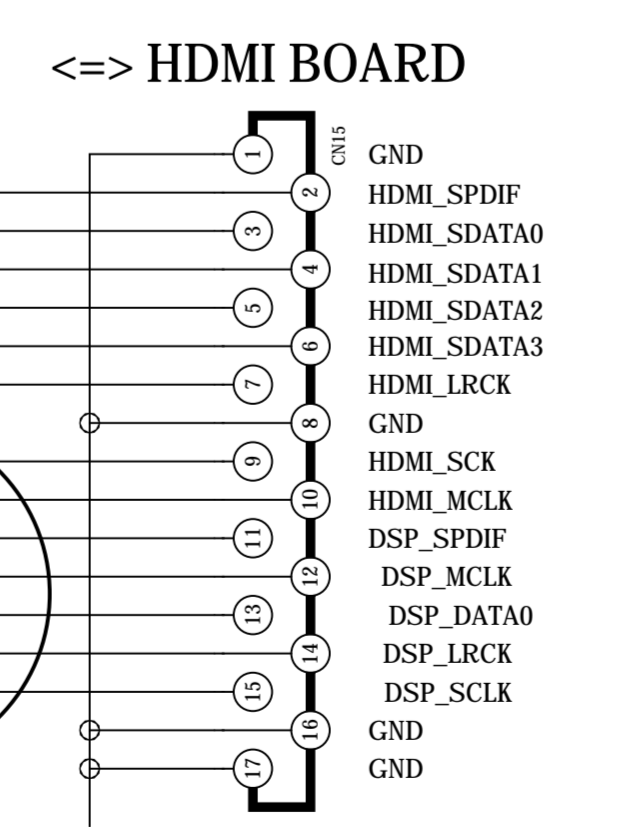 <=> HDMI BOARD
CN15
1 GND
2 HDMI_SPDIF
3 HDMI_SDATA0
4 HDMI_SDATA1
5 HDMI_SDATA2
6 HDMI_SDATA3
7 HDMI_LRCK
8 GND
9 HDMI_SCK
10 HDMI_MCLK
11 DSP_SPDIF
12 DSP_MCLK
13 DSP_DATA0
14 DSP_LRCK
15 DSP_SCLK
16 GND
17 GND